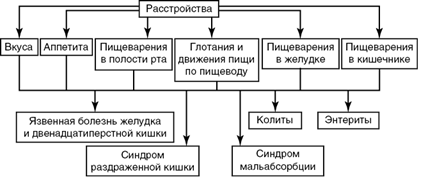 Расстройства
Вкуса
Аппетита
Пищеварения
в полости рта
Глотания и
движения пищи
по пищеводу
Пищеварения
в желудке
Пищеварения
в кишечнике
Язвенная болезнь желудка
и двенадцатиперстной кишки
Колиты
Энтериты
Синдром
раздраженной кишки
Синдром
мальабсорбции